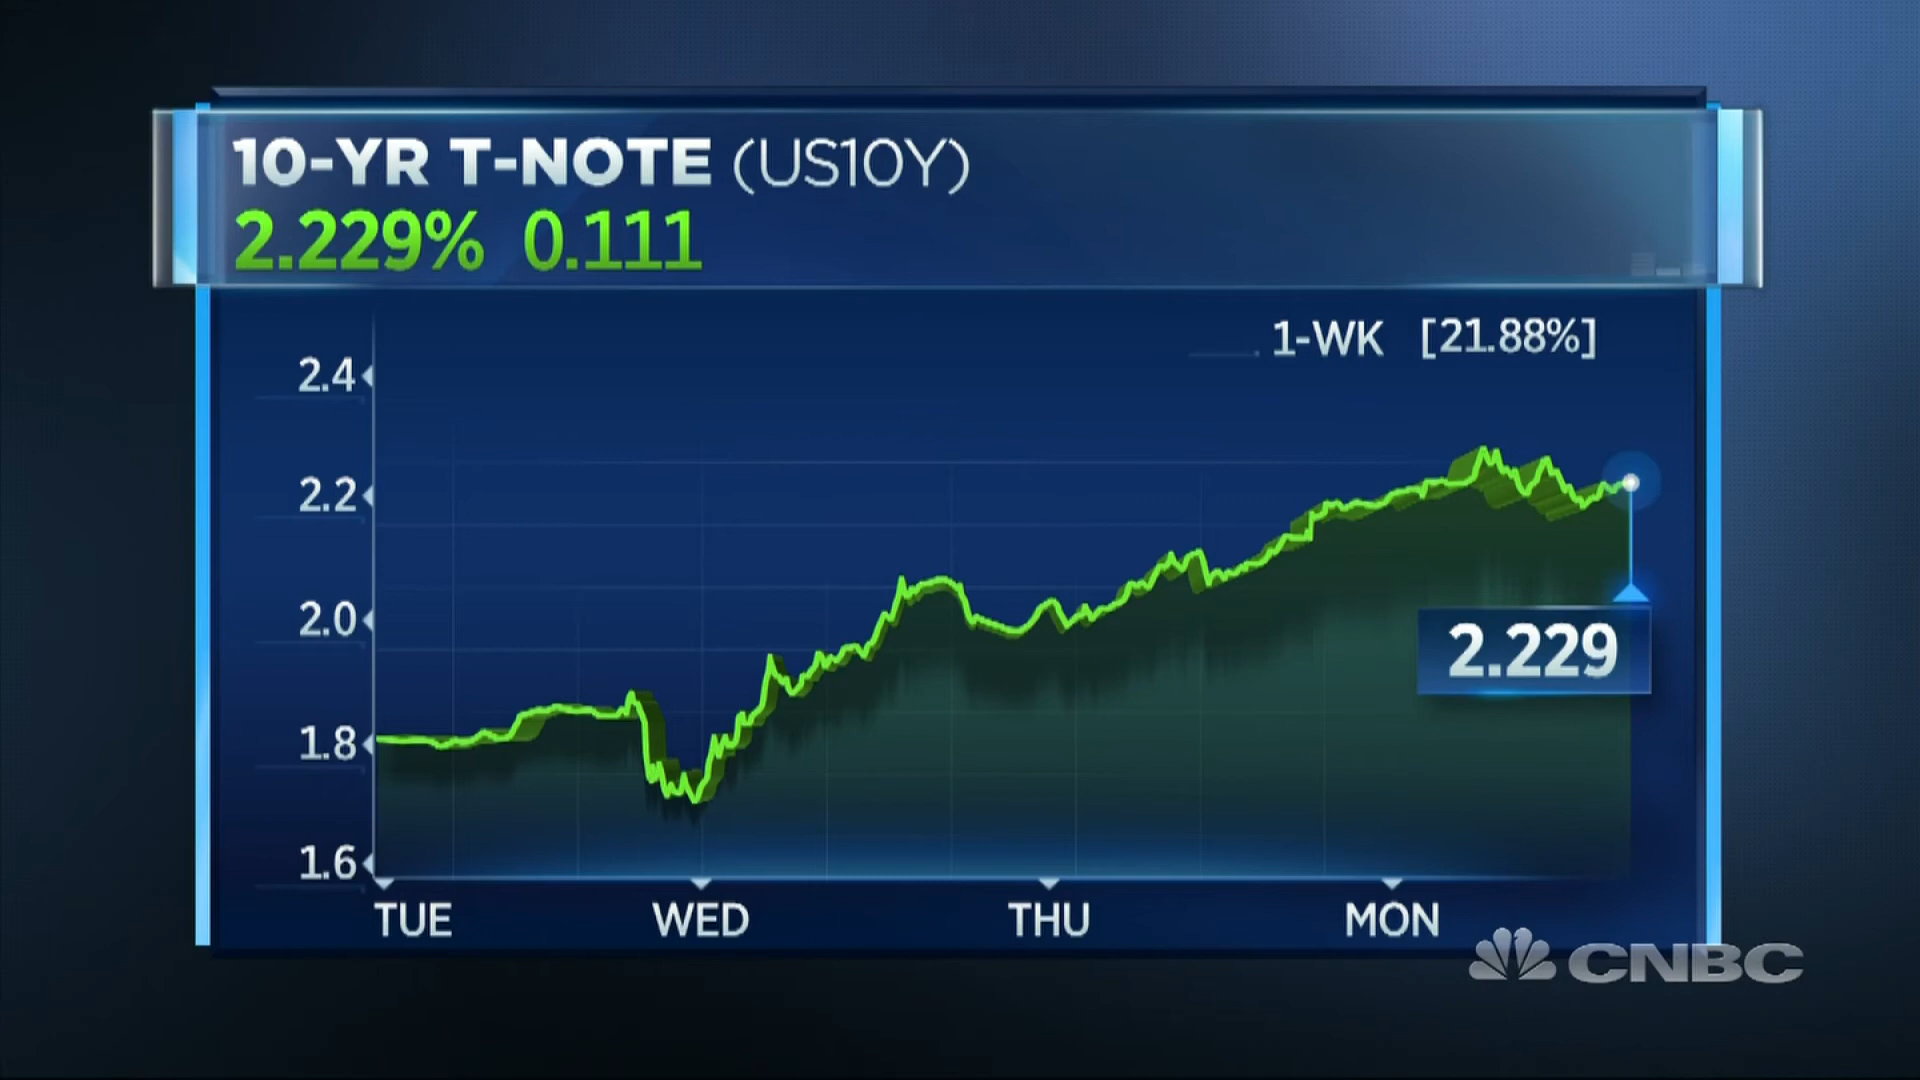 10-YR T-NOTE (US10Y)
2.229% 0.111
1-WK [21.88%]
2.4
2.2
2.0
1.8
1.6
2.229
TUE WED THU MON
CNBC